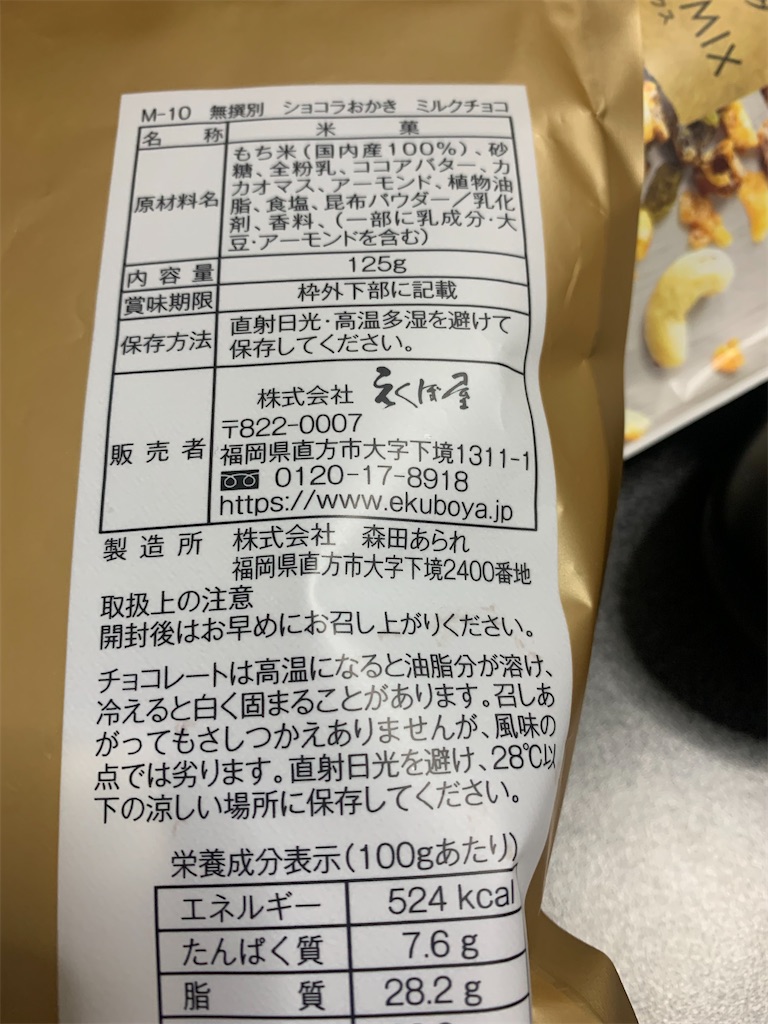 MIX
M-10 無撰別 ショコラおかき ミルクチョコ
名称 米菓
原材料名 もち米(国内産100%)、砂
糖、全粉乳、ココアバター、カ
カオマス、アーモンド、植物油
脂、食塩、昆布パウダー/乳化
剤、香料、(一部に乳成分・大
豆・アーモンドを含む)
内容量 125g
賞味期限 枠外下部に記載
保存方法 直射日光・高温多湿を避けて
保存してください。
販売者 株式会社 えくぼ屋
〒822-0007
福岡県直方市大字下境1311-1
0120-17-8918
https://www.ekuboya.jp
製造所 株式会社 森田あられ
福岡県直方市大字下境2400番地
取扱上の注意
開封後はお早めにお召し上がりください。
チョコレートは高温になると油脂分が溶け、
冷えると白く固まることがあります。召しあ
がってもさしつかえありませんが、風味の
点では劣ります。直射日光を避け、28℃以
下の涼しい場所に保存してください。
栄養成分表示(100gあたり)
エネルギー 524 kcal
たんぱく質 7.6 g
脂質 28.2 g